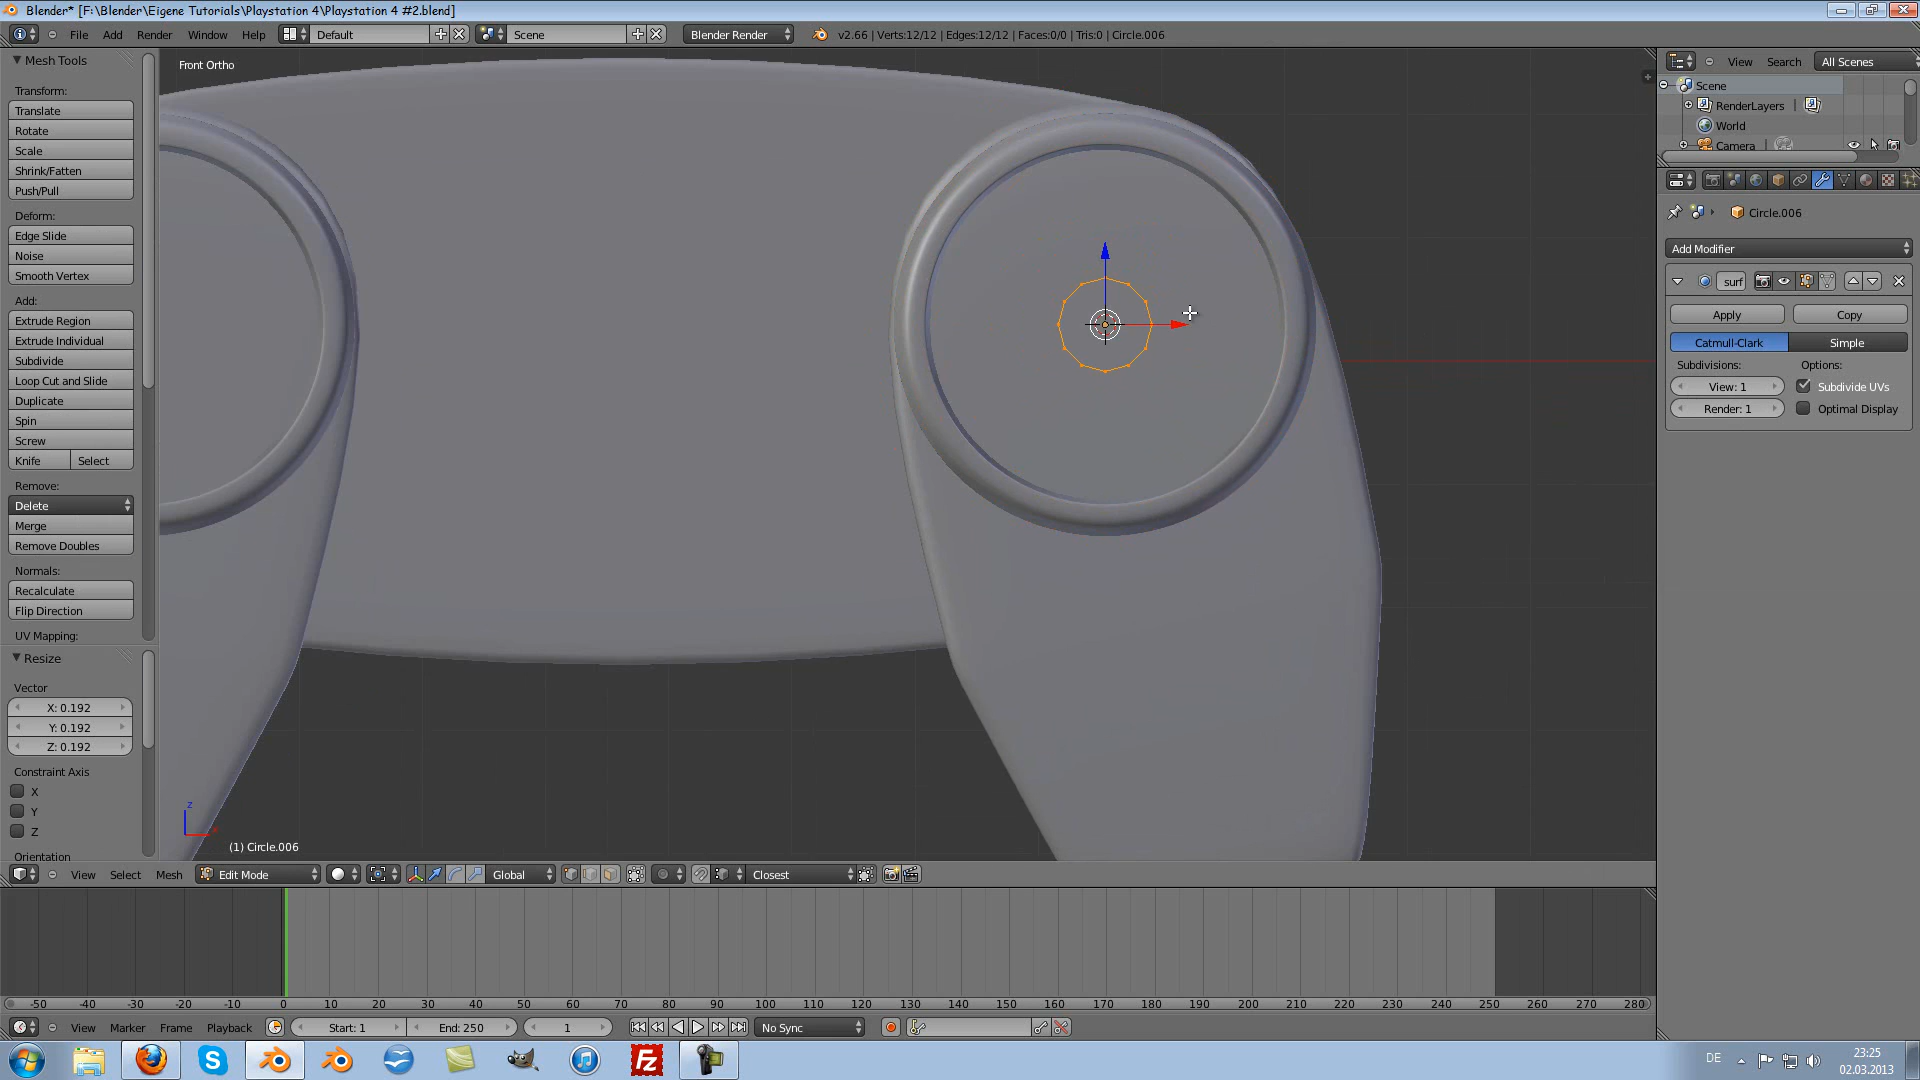 Blender* [F:\Blender\Eigene Tutorials\Playstation 4\Playstation 4 #2.blend]
File Add Render Window Help Default Scene Blender Render v2.66 | Verts:12/12 | Edges:12/12 | Faces:0/0 | Tris:0 | Circle.006
Mesh Tools
Transform:
Translate
Rotate
Scale
Shrink/Fatten
Push/Pull
Deform:
Edge Slide
Noise
Smooth Vertex
Add:
Extrude Region
Extrude Individual
Subdivide
Loop Cut and Slide
Duplicate
Spin
Screw
Knife Select
Remove:
Delete
Merge
Remove Doubles
Normals:
Recalculate
Flip Direction
UV Mapping:
Resize
Vector
X: 0.192
Y: 0.192
Z: 0.192
Constraint Axis
X
Y
Z
Orientation
Front Ortho
z
(1) Circle.006
View Select Mesh Edit Mode Global Closest
View Search All Scenes
Scene
RenderLayers
World
Camera
Circle.006
Add Modifier
surf
Apply Copy
Catmull-Clark Simple
Subdivisions: Options:
View: 1 Subdivide UVs
Render: 1 Optimal Display
-50 -40 -30 -20 -10 0 10 20 30 40 50 60 70 80 90 100 110 120 130 140 150 160 170 180 190 200 210 220 230 240 250 260 270 280
View Marker Frame Playback Start: 1 End: 250 1 No Sync
DE
23:25
02.03.2013